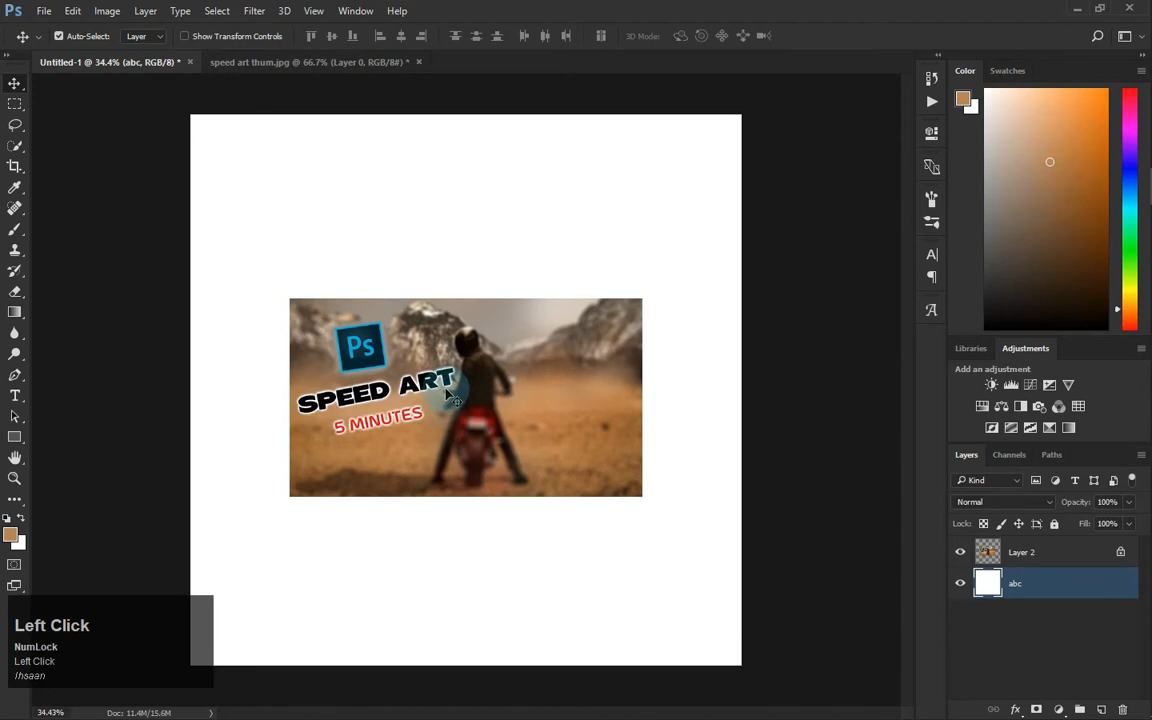 Ps File Edit Image Layer Type Select Filter 3D View Window Help
Auto-Select: Layer Show Transform Controls 3D Mode:
Untitled-1 @ 34.4% (abc, RGB/8) * × speed art thum.jpg @ 66.7% (Layer 0, RGB/8#) * ×
Color Swatches
Ps
SPEED ART
5 MINUTES
Libraries Adjustments
Add an adjustment
Layers Channels Paths
Kind
Normal Opacity: 100%
Lock: Fill: 100%
Layer 2
abc
Left Click
NumLock
Left Click
Ihsaan
34.43% Doc: 11.4M/15.6M